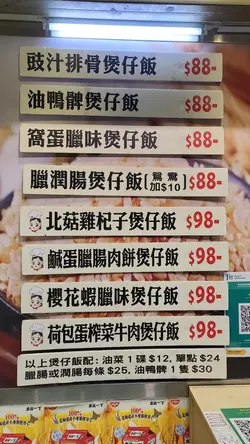 豉汁排骨煲仔飯 $88-
油鴨髀煲仔飯 $88-
窩蛋臘味煲仔飯 $88-
臘潤腸煲仔飯(鴛鴦加$10) $88-
北菇雞杞子煲仔飯 $98-
鹹蛋臘腸肉餅煲仔飯 $98-
櫻花蝦臘味煲仔飯 $98-
荷包蛋榨菜牛肉煲仔飯 $98-
以上煲仔飯配: 油菜 1 碟 $12, 單點 $24
臘腸或潤腸每條 $25, 油鴨髀 1 隻 $30